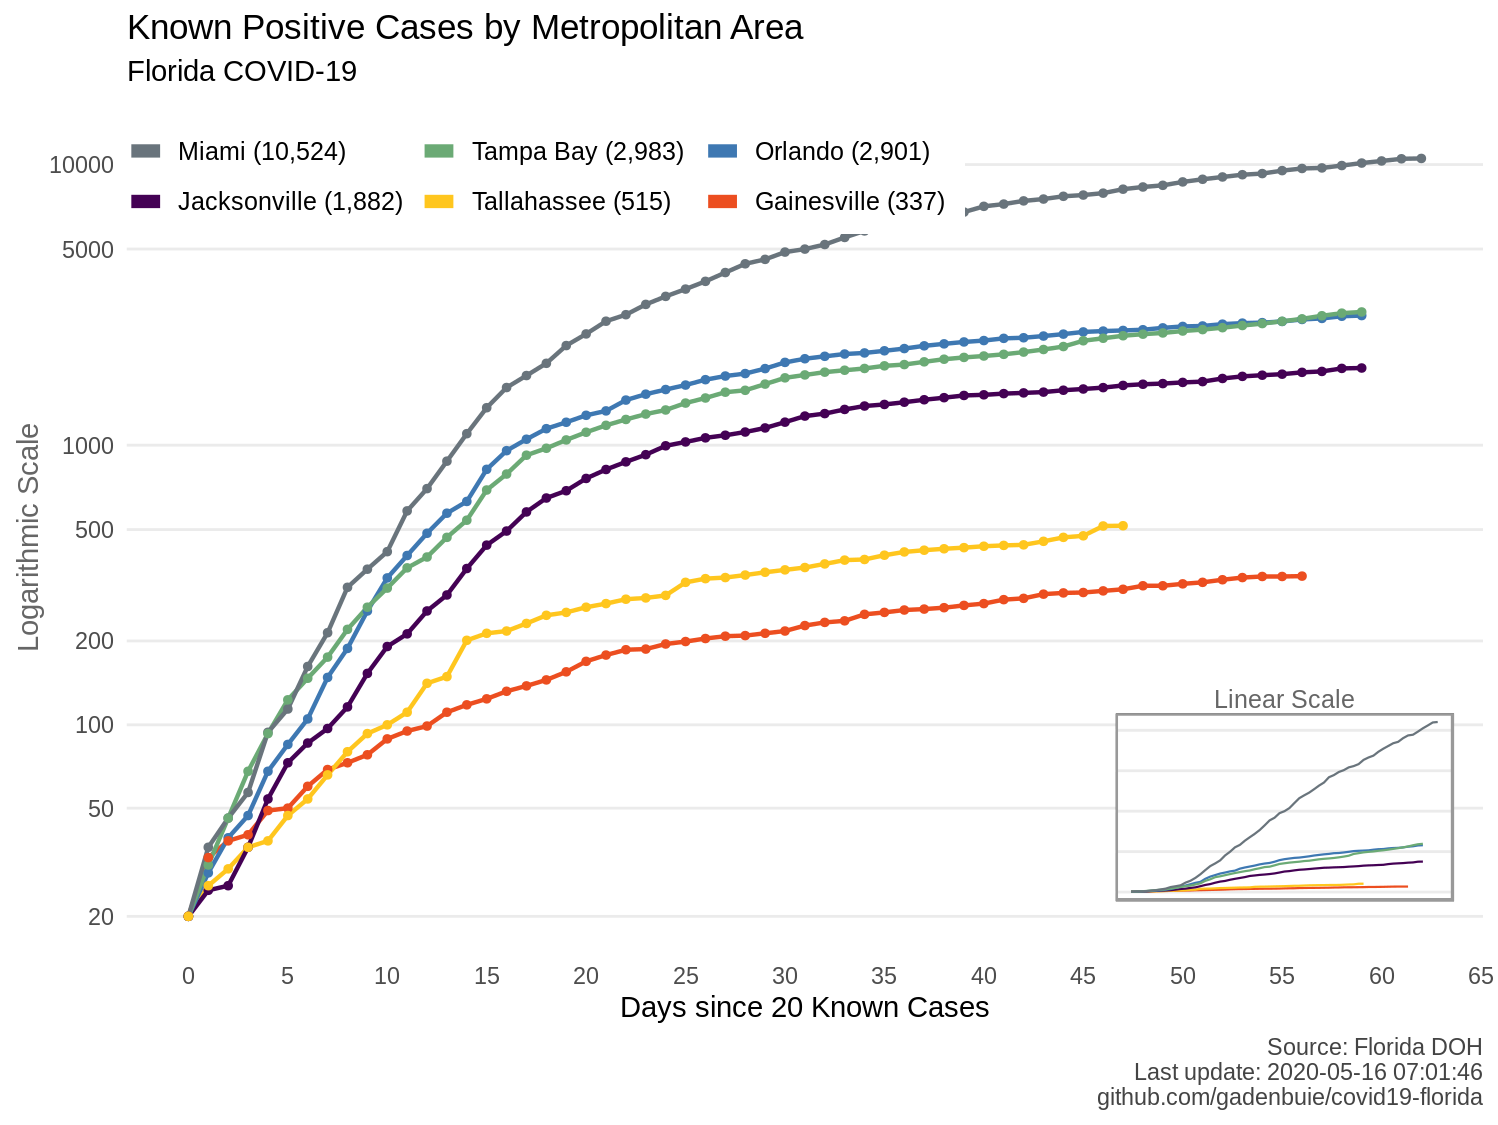 Known Positive Cases by Metropolitan Area
Florida COVID-19
Miami (10,524) Tampa Bay (2,983) Orlando (2,901)
Jacksonville (1,882) Tallahassee (515) Gainesville (337)
10000
5000
1000
500
200
100
50
20
Logarithmic Scale
Linear Scale
0 5 10 15 20 25 30 35 40 45 50 55 60 65
Days since 20 Known Cases
Source: Florida DOH
Last update: 2020-05-16 07:01:46
github.com/gadenbuie/covid19-florida